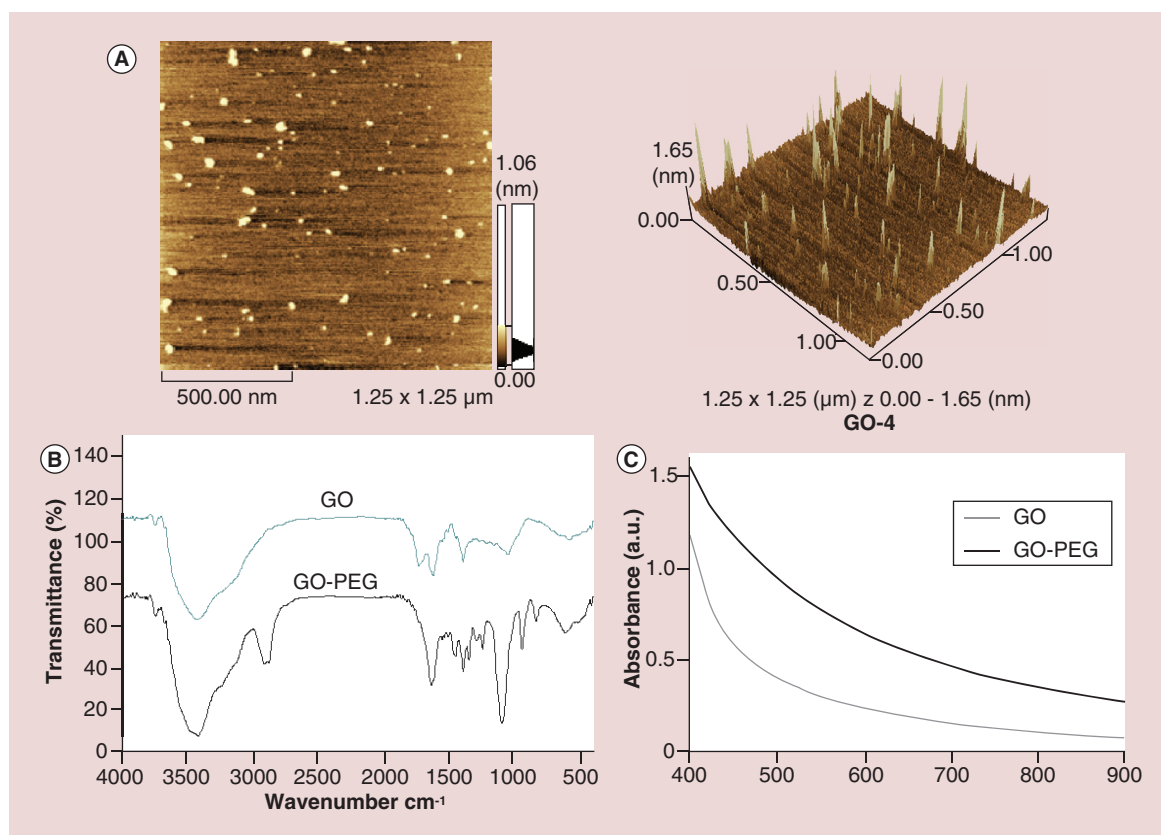 A
1.06
(nm)
0.00
500.00 nm
1.25 x 1.25 µm
1.65
(nm)
0.00
0.50
1.00
0.00
0.50
1.00
1.25 x 1.25 (µm) z 0.00 - 1.65 (nm)
GO-4
B
Transmittance (%)
140
120
100
80
60
40
20
0
GO
GO-PEG
4000 3500 3000 2500 2000 1500 1000 500
Wavenumber cm-1
C
Absorbance (a.u.)
1.5
1.0
0.5
0
GO
GO-PEG
400 500 600 700 800 900